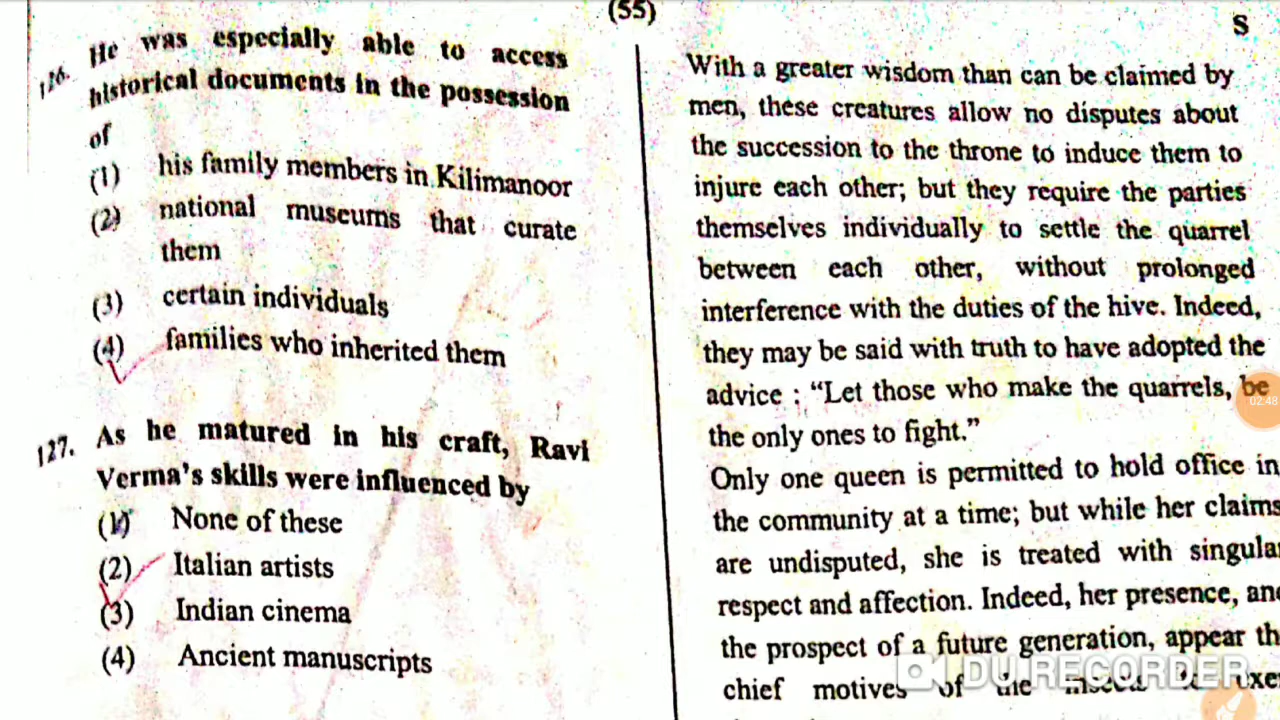 (55)
S
126. He was especially able to access
historical documents in the possession
of
(1) his family members in Kilimanoor
(2) national museums that curate
them
(3) certain individuals
(4) families who inherited them
127. As he matured in his craft, Ravi
Verma's skills were influenced by
(1) None of these
(2) Italian artists
(3) Indian cinema
(4) Ancient manuscripts
With a greater wisdom than can be claimed by
men, these creatures allow no disputes about
the succession to the throne to induce them to
injure each other; but they require the parties
themselves individually to settle the quarrel
between each other, without prolonged
interference with the duties of the hive. Indeed,
they may be said with truth to have adopted the
advice : "Let those who make the quarrels, be
the only ones to fight."
Only one queen is permitted to hold office in
the community at a time; but while her claims
are undisputed, she is treated with singular
respect and affection. Indeed, her presence, and
the prospect of a future generation, appear th
chief motives of the insects to exer
02:48
DU RECORDER